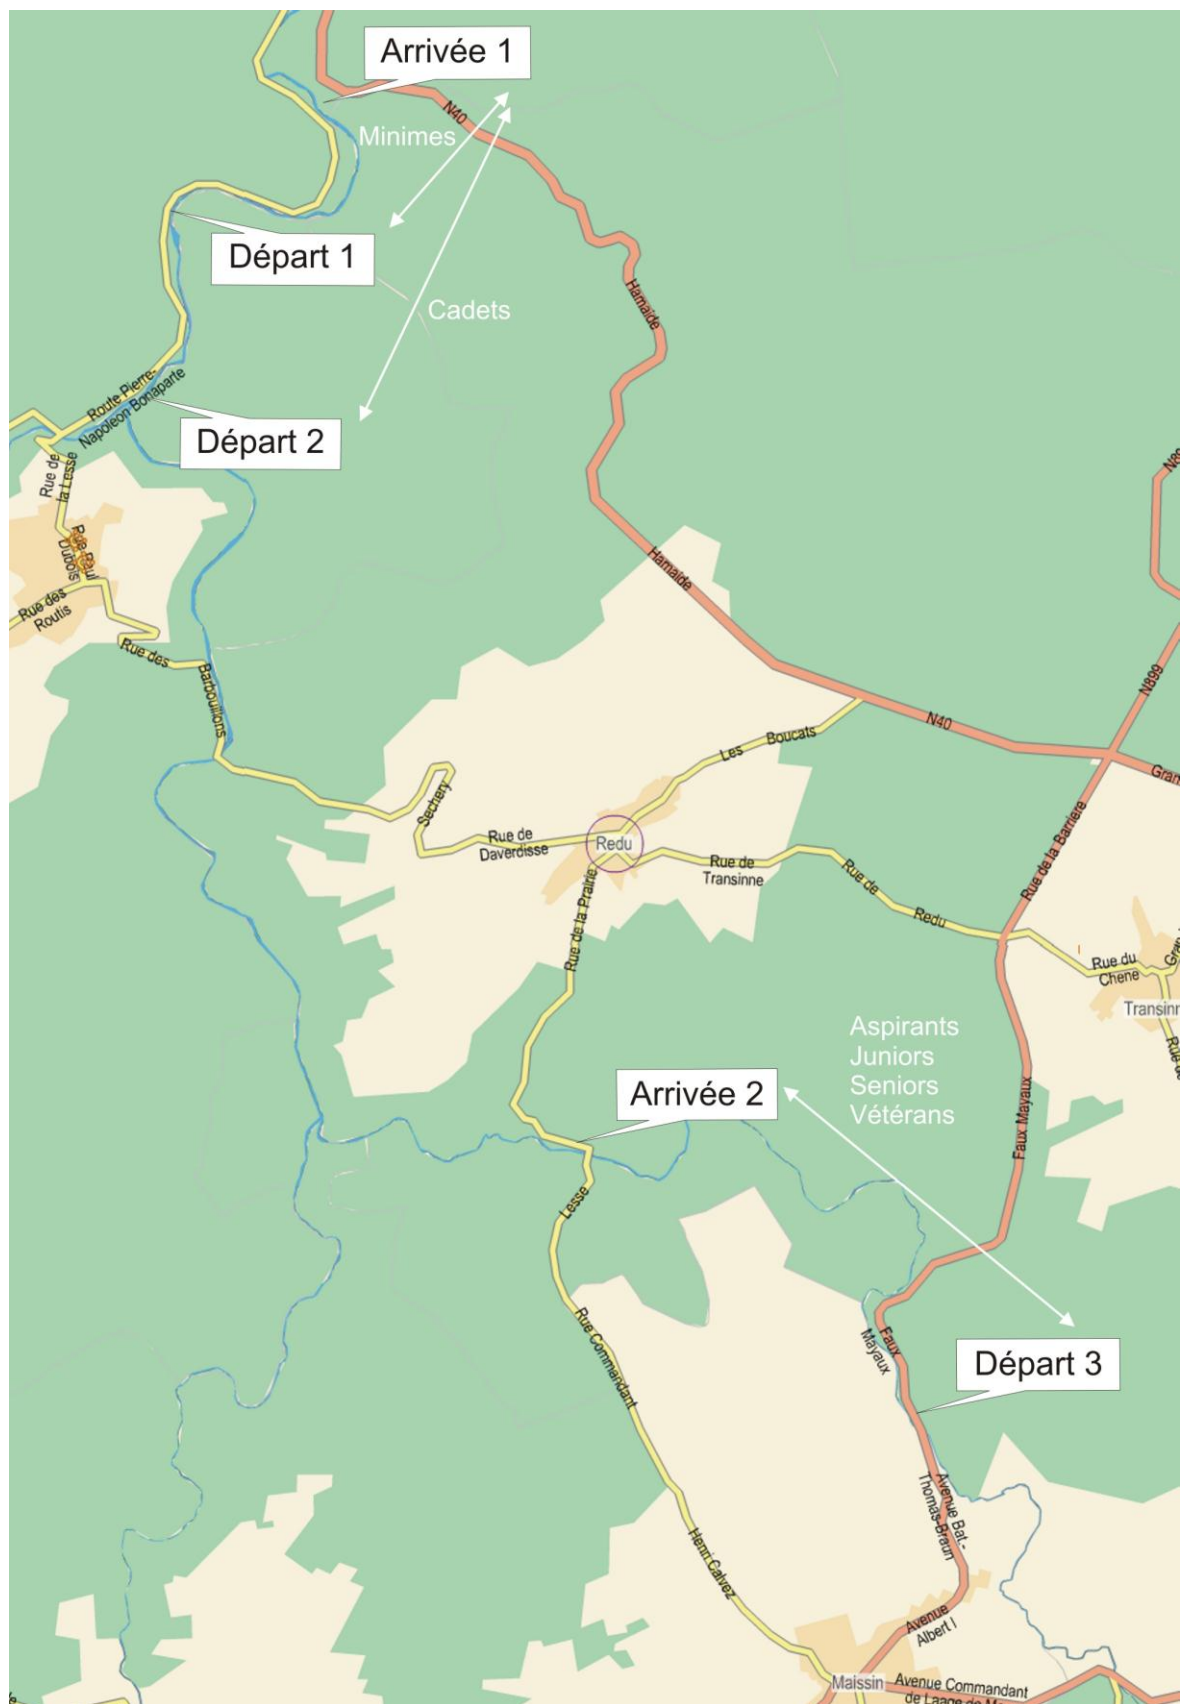 Arrivée 1
N40
Minimes
Départ 1
Hamaide
Cadets
Route Pierre-
Napoleon Bonaparte
Départ 2
Rue de
la Lesse
Rue Paul
Dubois
Rue des
Routis
Hamaide
Rue des
Barbouillons
N899
N40
Les Boucats
Sechery
Rue de
Daverdisse
Redu
Rue de
Transinne
Rue de
Redu
Rue de la Barriere
Rue de la Prairie
Rue du
Chene
Transinn
Aspirants
Juniors
Seniors
Vétérans
Arrivée 2
Faux Mayaux
Lesse
Faux
Mayaux
Départ 3
Rue Commandant
Henri Calvez
Avenue Bat.-
Thomas-Braun
Avenue
Albert I
Maissin
Avenue Commandant